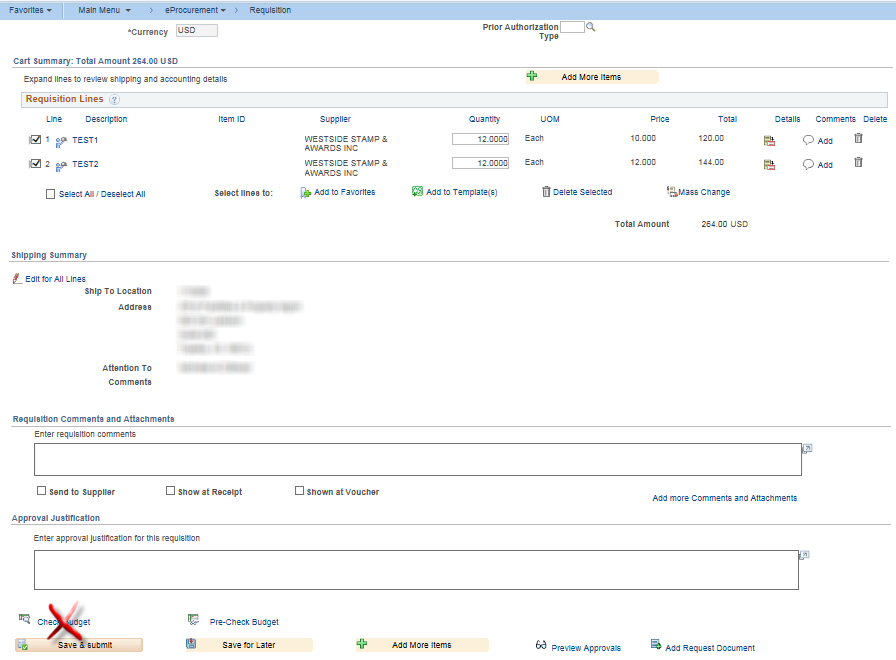 Favorites Main Menu > eProcurement > Requisition
*Currency USD Prior Authorization
Type
Cart Summary: Total Amount 264.00 USD
Expand lines to review shipping and accounting details Add More Items
Requisition Lines ?
Line Description Item ID Supplier Quantity UOM Price Total Details Comments Delete
1 TEST1 WESTSIDE STAMP & 12.0000 Each 10.000 120.00 Add
AWARDS INC
2 TEST2 WESTSIDE STAMP & 12.0000 Each 12.000 144.00 Add
AWARDS INC
Select All / Deselect All Select lines to: Add to Favorites Add to Template(s) Delete Selected Mass Change
Total Amount 264.00 USD
Shipping Summary
Edit for All Lines
Ship To Location
Address
Attention To
Comments
Requisition Comments and Attachments
Enter requisition comments
Send to Supplier Show at Receipt Shown at Voucher
Add more Comments and Attachments
Approval Justification
Enter approval justification for this requisition
Check Budget Pre-Check Budget
Save & submit Save for Later Add More Items Preview Approvals Add Request Document